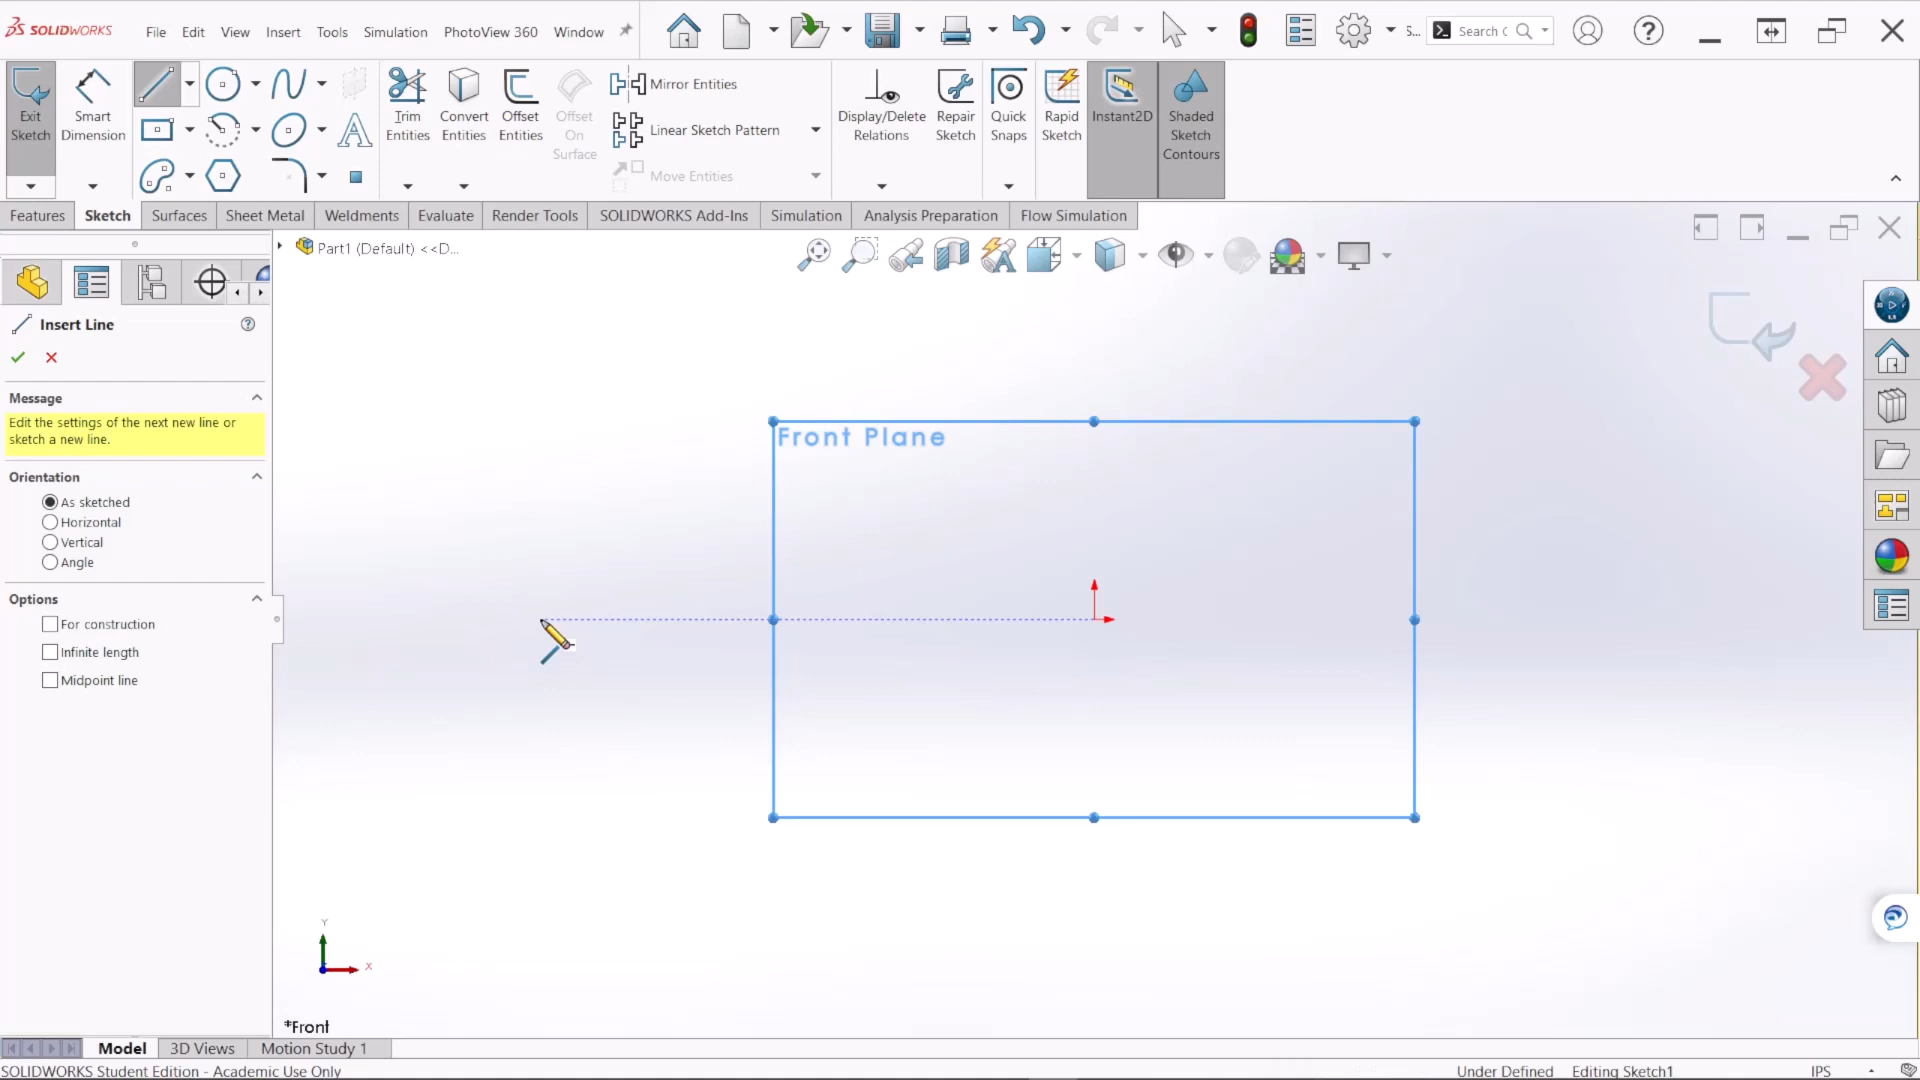 SOLIDWORKS
File Edit View Insert Tools Simulation PhotoView 360 Window
S...
Search
Exit Sketch
Smart Dimension
Trim Entities
Convert Entities
Offset Entities
Offset On Surface
Mirror Entities
Linear Sketch Pattern
Move Entities
Display/Delete Relations
Repair Sketch
Quick Snaps
Rapid Sketch
Instant2D
Shaded Sketch Contours
Features Sketch Surfaces Sheet Metal Weldments Evaluate Render Tools SOLIDWORKS Add-Ins Simulation Analysis Preparation Flow Simulation
Part1 (Default) <<D...
Insert Line
Message
Edit the settings of the next new line or
sketch a new line.
Orientation
As sketched
Horizontal
Vertical
Angle
Options
For construction
Infinite length
Midpoint line
Front Plane
Y
X
*Front
Model 3D Views Motion Study 1
SOLIDWORKS Student Edition - Academic Use Only
Under Defined Editing Sketch1 IPS